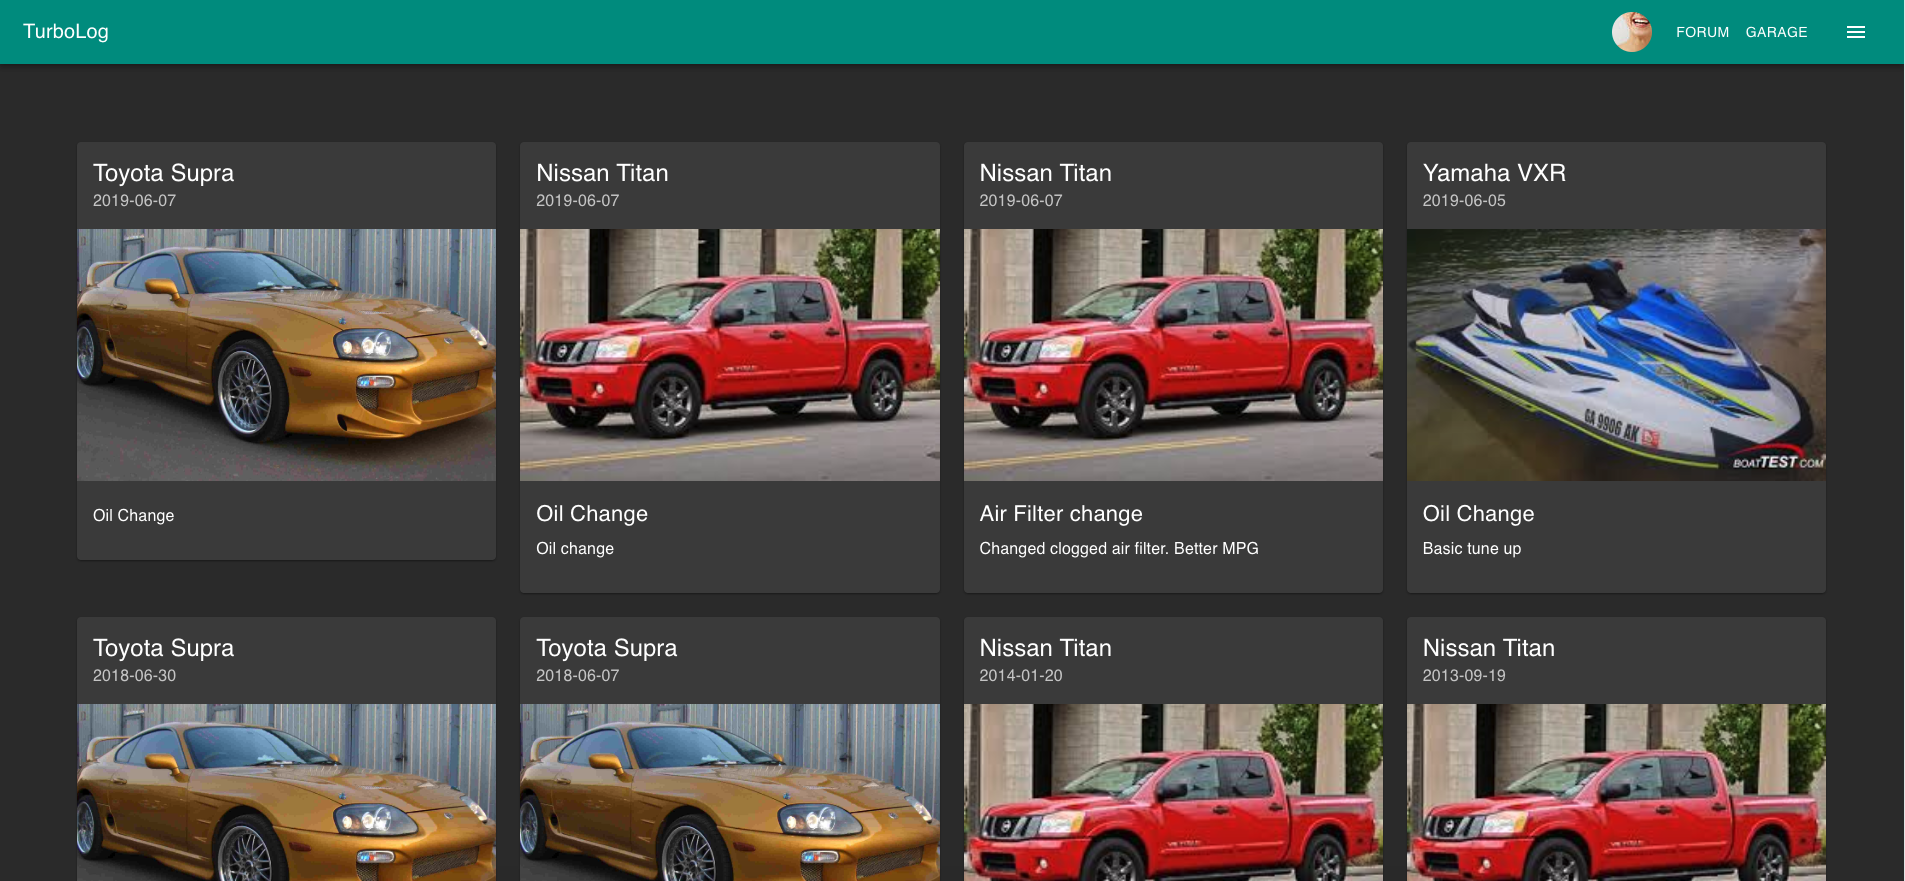 TurboLog
FORUM GARAGE
Toyota Supra
2019-06-07
Oil Change
Nissan Titan
2019-06-07
Oil Change
Oil change
Nissan Titan
2019-06-07
Air Filter change
Changed clogged air filter. Better MPG
Yamaha VXR
2019-06-05
GA 9906 AK
BOATTEST.COM
Oil Change
Basic tune up
Toyota Supra
2018-06-30
Toyota Supra
2018-06-07
Nissan Titan
2014-01-20
Nissan Titan
2013-09-19